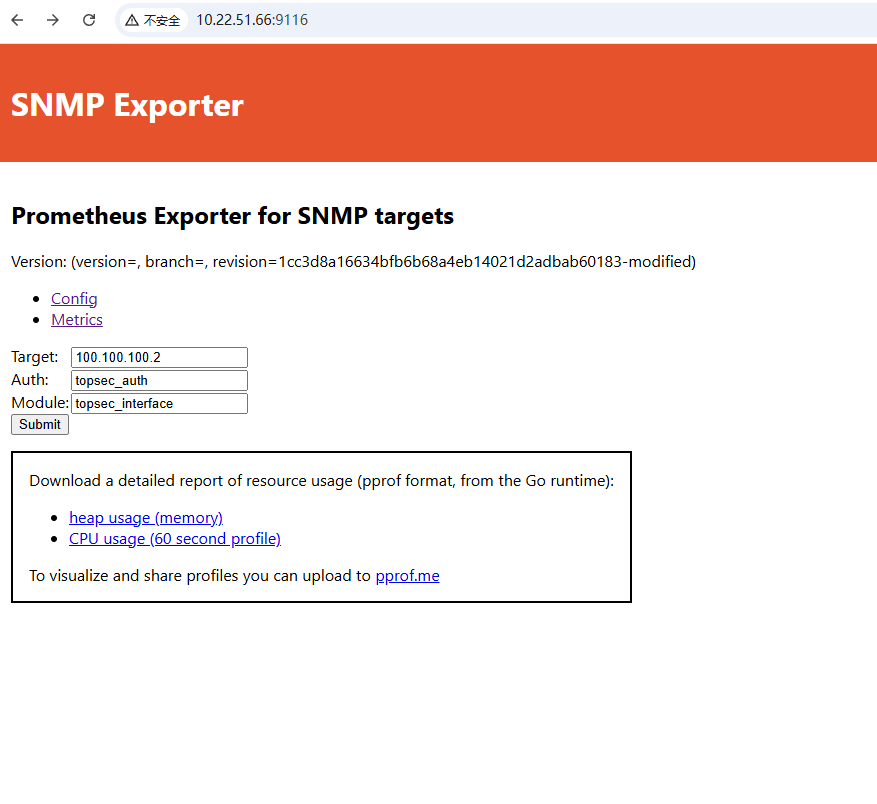 不安全 10.22.51.66:9116
SNMP Exporter
Prometheus Exporter for SNMP targets
Version: (version=, branch=, revision=1cc3d8a16634bfb6b68a4eb14021d2adbab60183-modified)
Config
Metrics
Target: 100.100.100.2
Auth: topsec_auth
Module: topsec_interface
Submit
Download a detailed report of resource usage (pprof format, from the Go runtime):
heap usage (memory)
CPU usage (60 second profile)
To visualize and share profiles you can upload to pprof.me